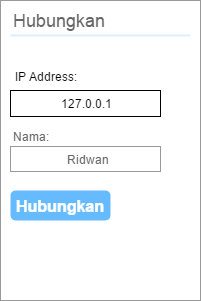 Hubungkan
IP Address:
127.0.0.1
Nama:
Ridwan
Hubungkan